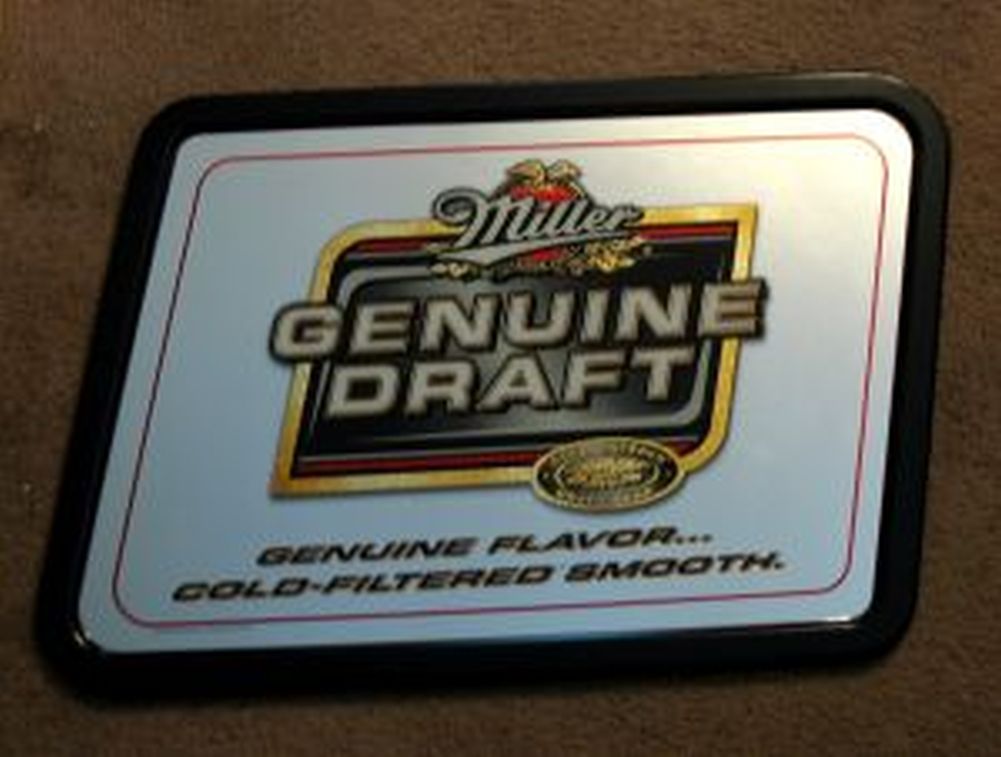 Miller
GENUINE
DRAFT
GENUINE FLAVOR...
COLD-FILTERED SMOOTH.